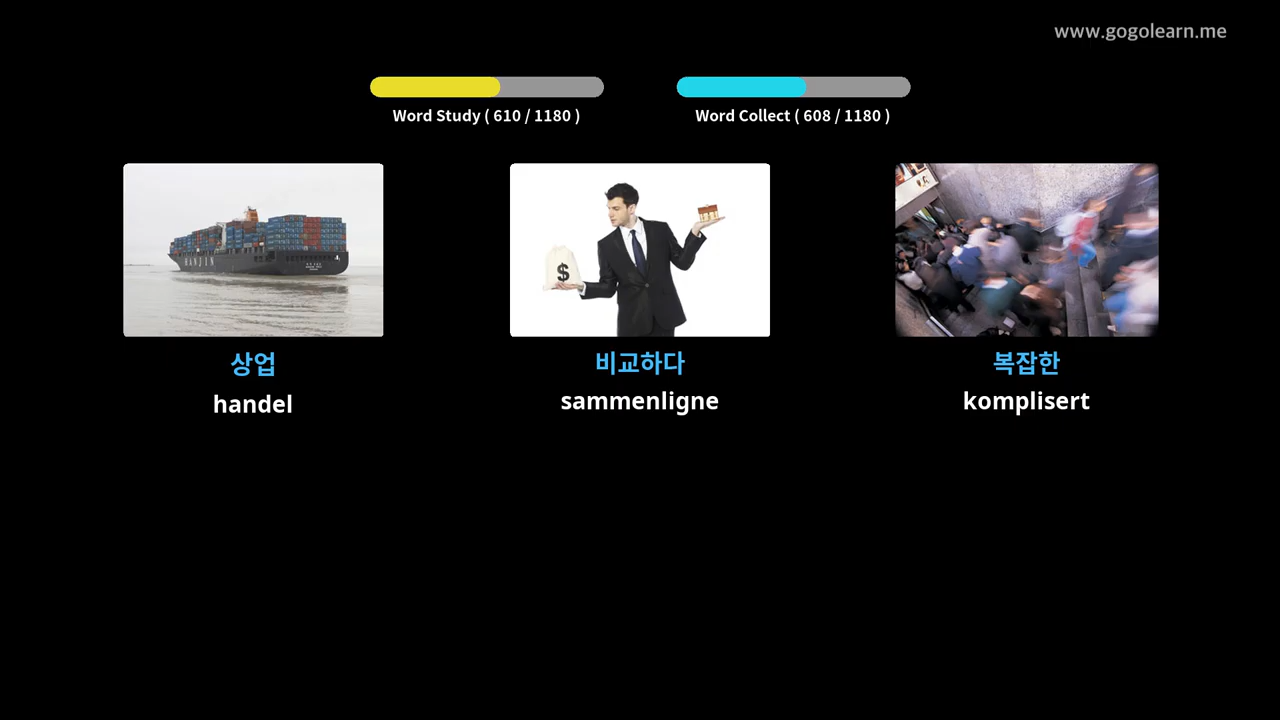 www.gogolearn.me
Word Study ( 610 / 1180 )
Word Collect ( 608 / 1180 )
HANJIN
$
상업
비교하다
복잡한
handel
sammenligne
komplisert